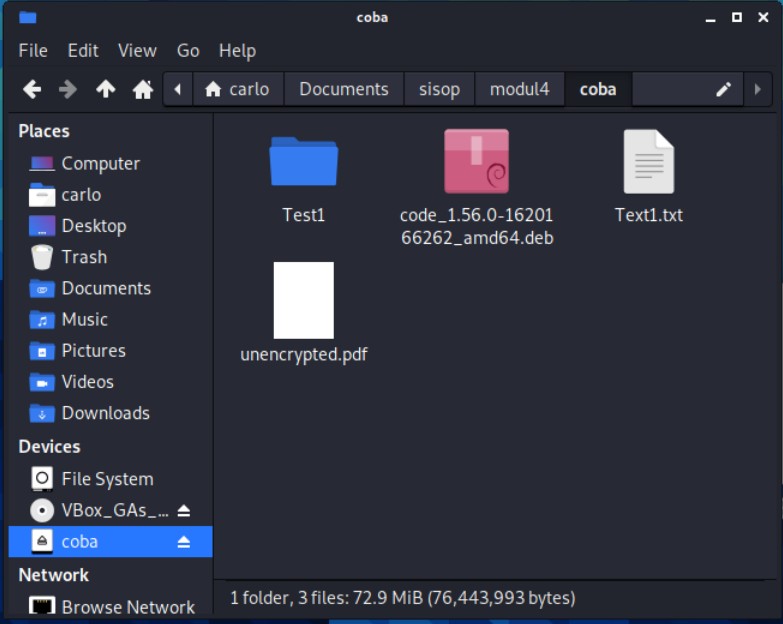 coba
File Edit View Go Help
carlo Documents sisop modul4 coba
Places
Computer
carlo
Desktop
Trash
Documents
Music
Pictures
Videos
Downloads
Devices
File System
VBox_GAs_...
coba
Network
Browse Network
Test1
code_1.56.0-16201
66262_amd64.deb
Text1.txt
unencrypted.pdf
1 folder, 3 files: 72.9 MiB (76,443,993 bytes)